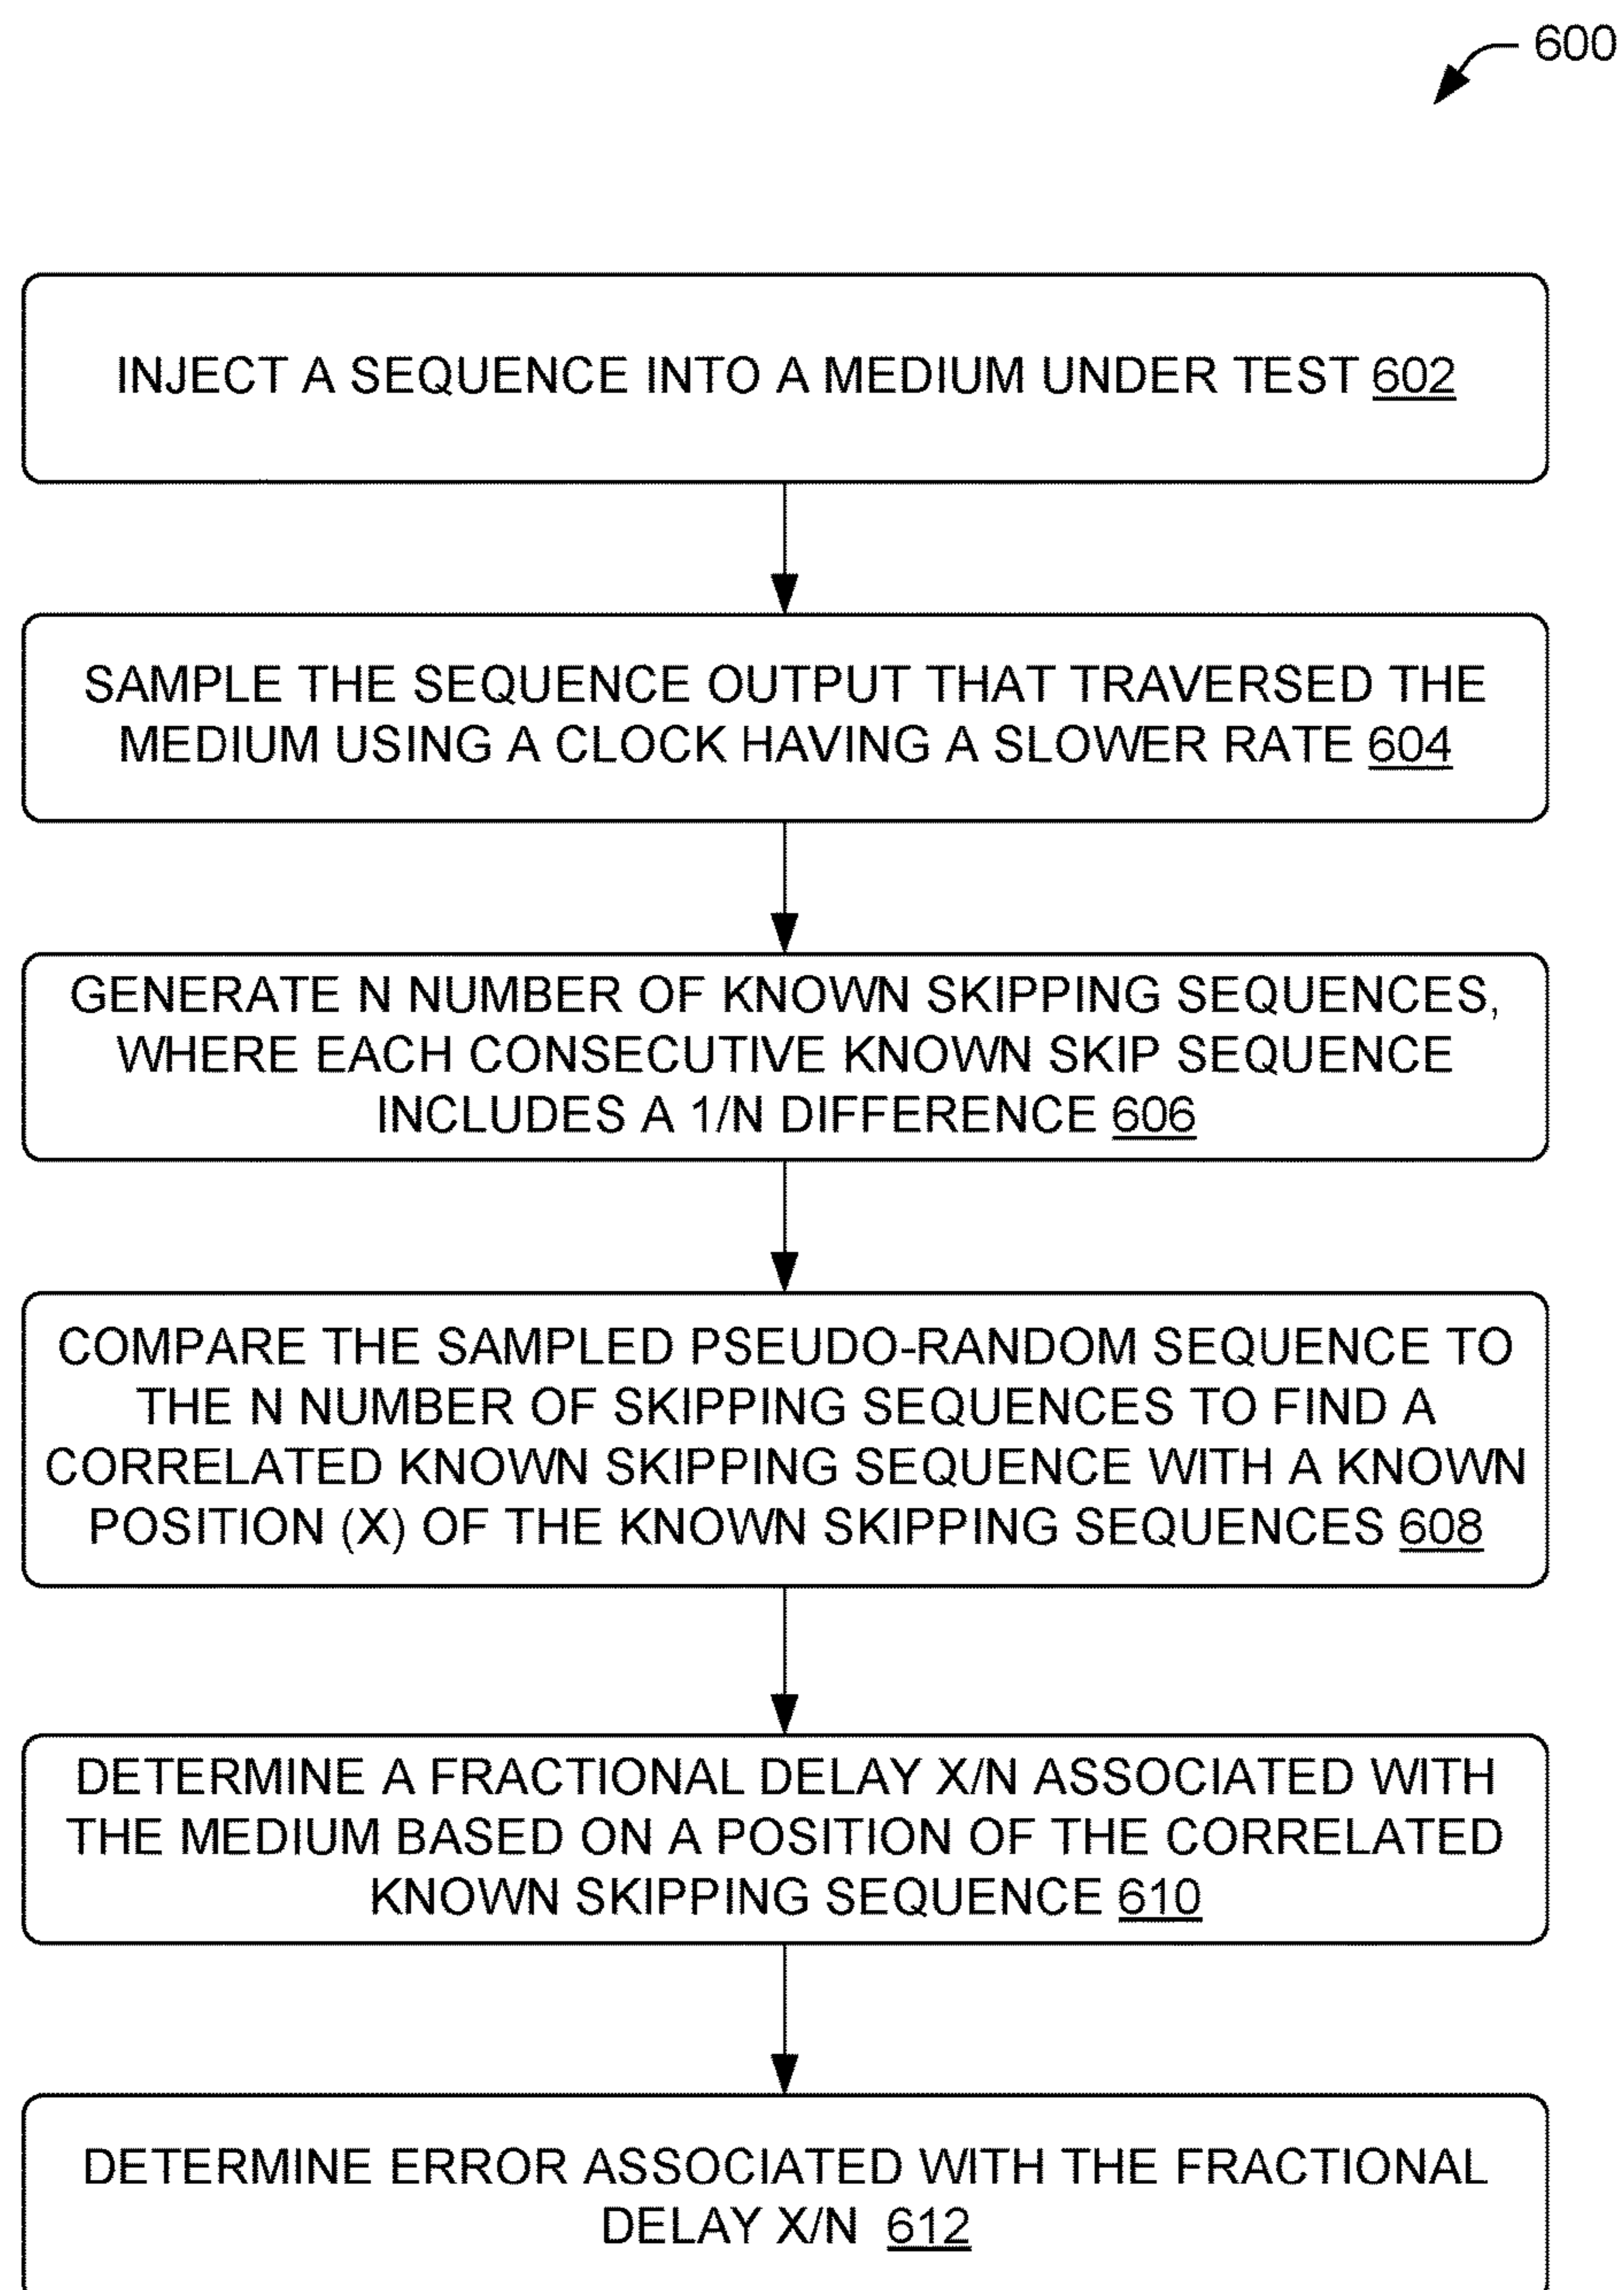 600
INJECT A SEQUENCE INTO A MEDIUM UNDER TEST 602
SAMPLE THE SEQUENCE OUTPUT THAT TRAVERSED THE
MEDIUM USING A CLOCK HAVING A SLOWER RATE 604
GENERATE N NUMBER OF KNOWN SKIPPING SEQUENCES,
WHERE EACH CONSECUTIVE KNOWN SKIP SEQUENCE
INCLUDES A 1/N DIFFERENCE 606
COMPARE THE SAMPLED PSEUDO-RANDOM SEQUENCE TO
THE N NUMBER OF SKIPPING SEQUENCES TO FIND A
CORRELATED KNOWN SKIPPING SEQUENCE WITH A KNOWN
POSITION (X) OF THE KNOWN SKIPPING SEQUENCES 608
DETERMINE A FRACTIONAL DELAY X/N ASSOCIATED WITH
THE MEDIUM BASED ON A POSITION OF THE CORRELATED
KNOWN SKIPPING SEQUENCE 610
DETERMINE ERROR ASSOCIATED WITH THE FRACTIONAL
DELAY X/N 612